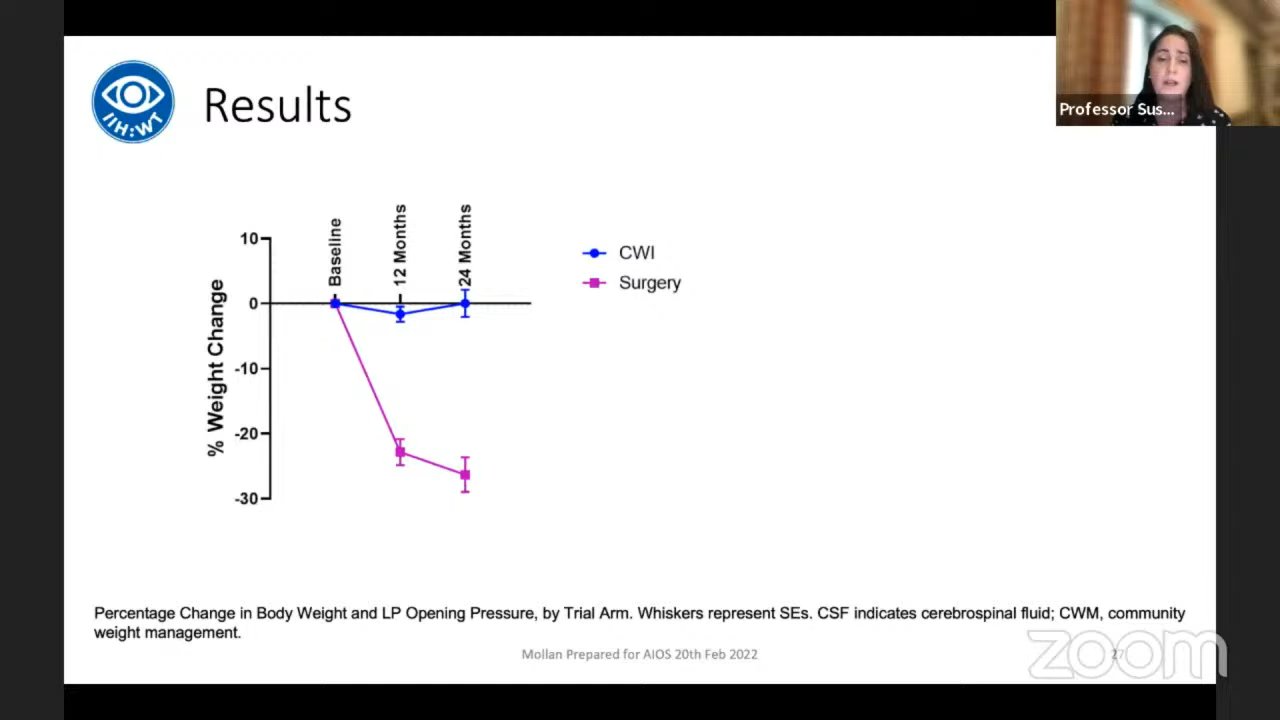 Professor Sus...
IIH:WT
Results
Baseline
12 Months
24 Months
% Weight Change
10
0
-10
-20
-30
CWI
Surgery
Percentage Change in Body Weight and LP Opening Pressure, by Trial Arm. Whiskers represent SEs. CSF indicates cerebrospinal fluid; CWM, community
weight management.
Mollan Prepared for AIOS 20th Feb 2022
27
zoom